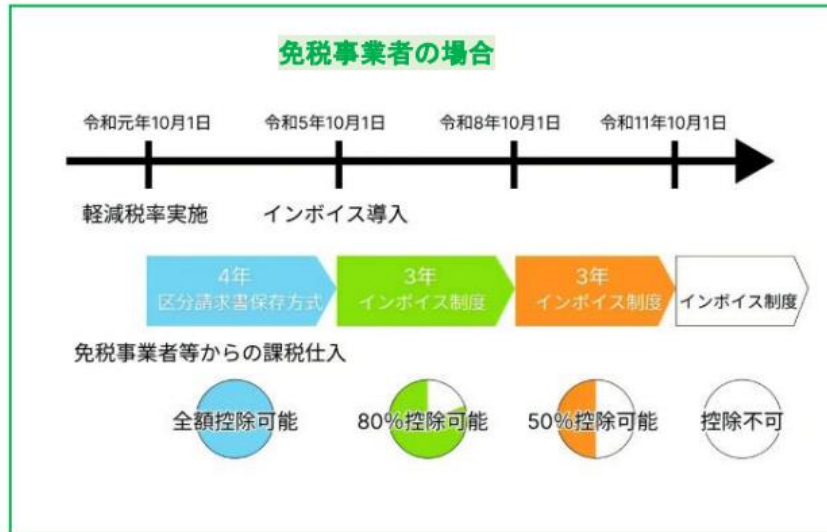 免税事業者の場合
令和元年10月1日
令和5年10月1日
令和8年10月1日
令和11年10月1日
軽減税率実施
インボイス導入
4年
区分請求書保存方式
3年
インボイス制度
3年
インボイス制度
インボイス制度
免税事業者等からの課税仕入
全額控除可能
80%控除可能
50%控除可能
控除不可